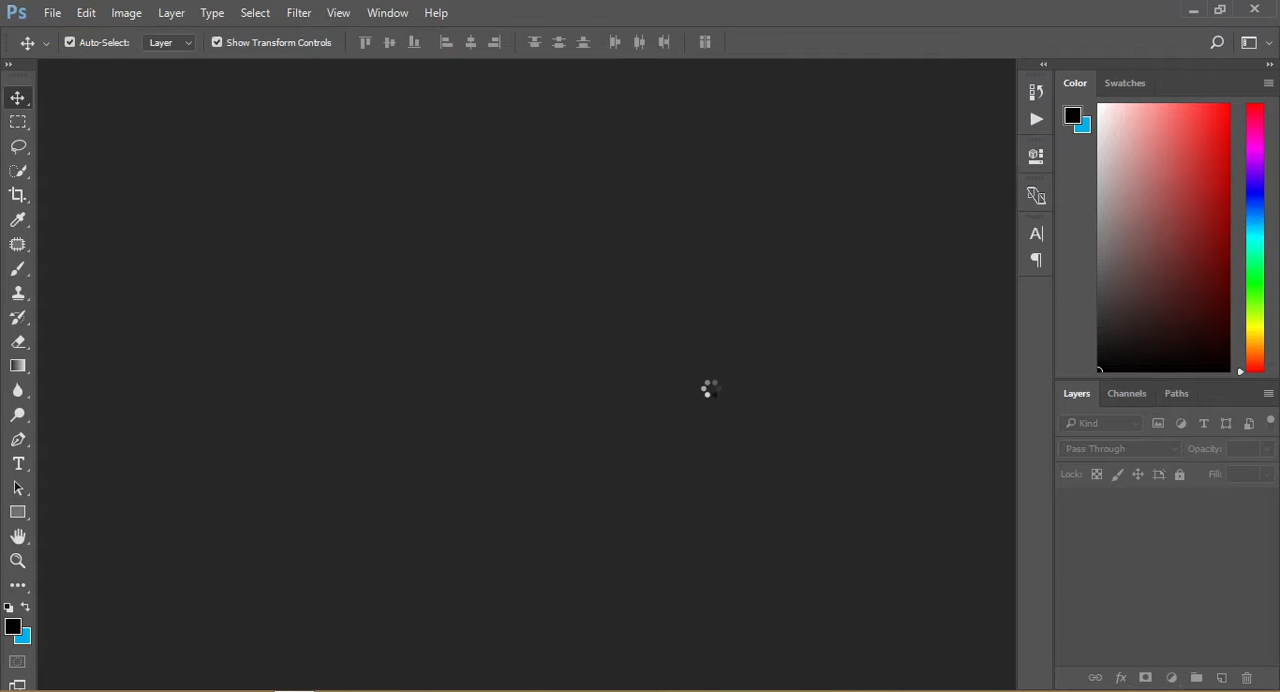 Ps File Edit Image Layer Type Select Filter View Window Help
Auto-Select: Layer Show Transform Controls
Color Swatches
A|
¶
Layers Channels Paths
Kind T
Pass Through Opacity:
Lock: Fill:
T
fx